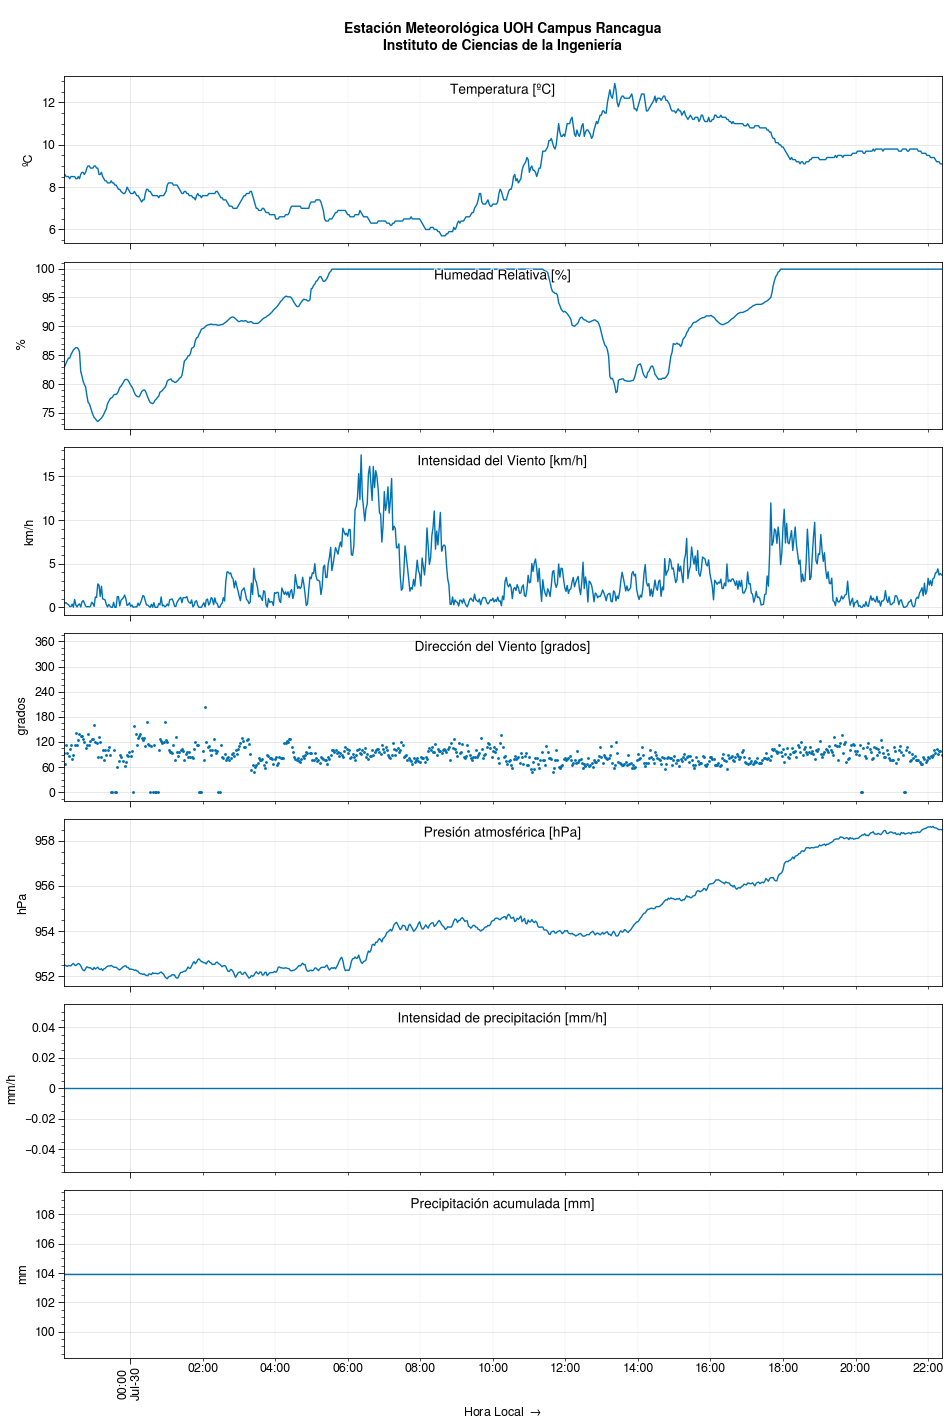 Estación Meteorológica UOH Campus Rancagua
Instituto de Ciencias de la Ingeniería
Temperatura [ºC]
ºC
12
10
8
6
Humedad Relativa [%]
%
100
95
90
85
80
75
Intensidad del Viento [km/h]
km/h
15
10
5
0
Dirección del Viento [grados]
grados
360
300
240
180
120
60
0
Presión atmosférica [hPa]
hPa
958
956
954
952
Intensidad de precipitación [mm/h]
mm/h
0.04
0.02
0
−0.02
−0.04
Precipitación acumulada [mm]
mm
108
106
104
102
100
00:00
Jul-30
02:00
04:00
06:00
08:00
10:00
12:00
14:00
16:00
18:00
20:00
22:00
Hora Local →